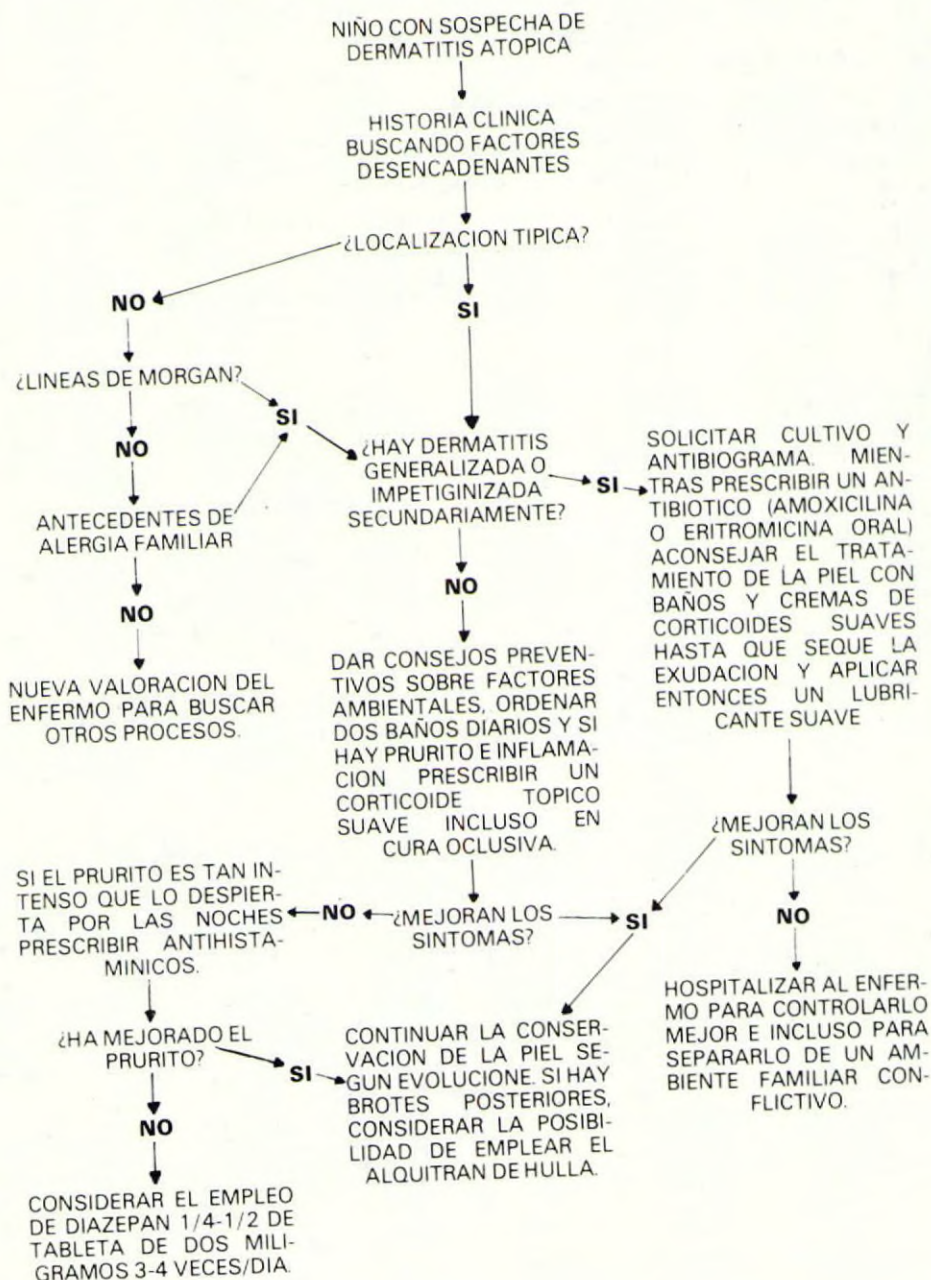 NIÑO CON SOSPECHA DE
DERMATITIS ATOPICA
HISTORIA CLINICA
BUSCANDO FACTORES
DESENCADENANTES
¿LOCALIZACION TIPICA?
NO
SI
¿LINEAS DE MORGAN?
SI
NO
ANTECEDENTES DE
ALERGIA FAMILIAR
NO
NUEVA VALORACION DEL
ENFERMO PARA BUSCAR
OTROS PROCESOS.
¿HAY DERMATITIS
GENERALIZADA O
IMPETIGINIZADA
SECUNDARIAMENTE?
SI
NO
SOLICITAR CULTIVO Y
ANTIBIOGRAMA. MIEN-
TRAS PRESCRIBIR UN AN-
TIBIOTICO (AMOXICILINA
O ERITROMICINA ORAL)
ACONSEJAR EL TRATA-
MIENTO DE LA PIEL CON
BAÑOS Y CREMAS DE
CORTICOIDES SUAVES
HASTA QUE SEQUE LA
EXUDACION Y APLICAR
ENTONCES UN LUBRI-
CANTE SUAVE
DAR CONSEJOS PREVEN-
TIVOS SOBRE FACTORES
AMBIENTALES, ORDENAR
DOS BAÑOS DIARIOS Y SI
HAY PRURITO E INFLAMA-
CION PRESCRIBIR UN
CORTICOIDE TOPICO
SUAVE INCLUSO EN
CURA OCLUSIVA.
¿MEJORAN LOS
SINTOMAS?
NO
SI
¿MEJORAN LOS
SINTOMAS?
NO
HOSPITALIZAR AL ENFER-
MO PARA CONTROLARLO
MEJOR E INCLUSO PARA
SEPARARLO DE UN AM-
BIENTE FAMILIAR CON-
FLICTIVO.
SI EL PRURITO ES TAN IN-
TENSO QUE LO DESPIER-
TA POR LAS NOCHES
PRESCRIBIR ANTIHISTA-
MINICOS.
¿HA MEJORADO EL
PRURITO?
SI
NO
CONTINUAR LA CONSER-
VACION DE LA PIEL SE-
GUN EVOLUCIONE. SI HAY
BROTES POSTERIORES,
CONSIDERAR LA POSIBI-
LIDAD DE EMPLEAR EL
ALQUITRAN DE HULLA.
CONSIDERAR EL EMPLEO
DE DIAZEPAN 1/4-1/2 DE
TABLETA DE DOS MILI-
GRAMOS 3-4 VECES/DIA.